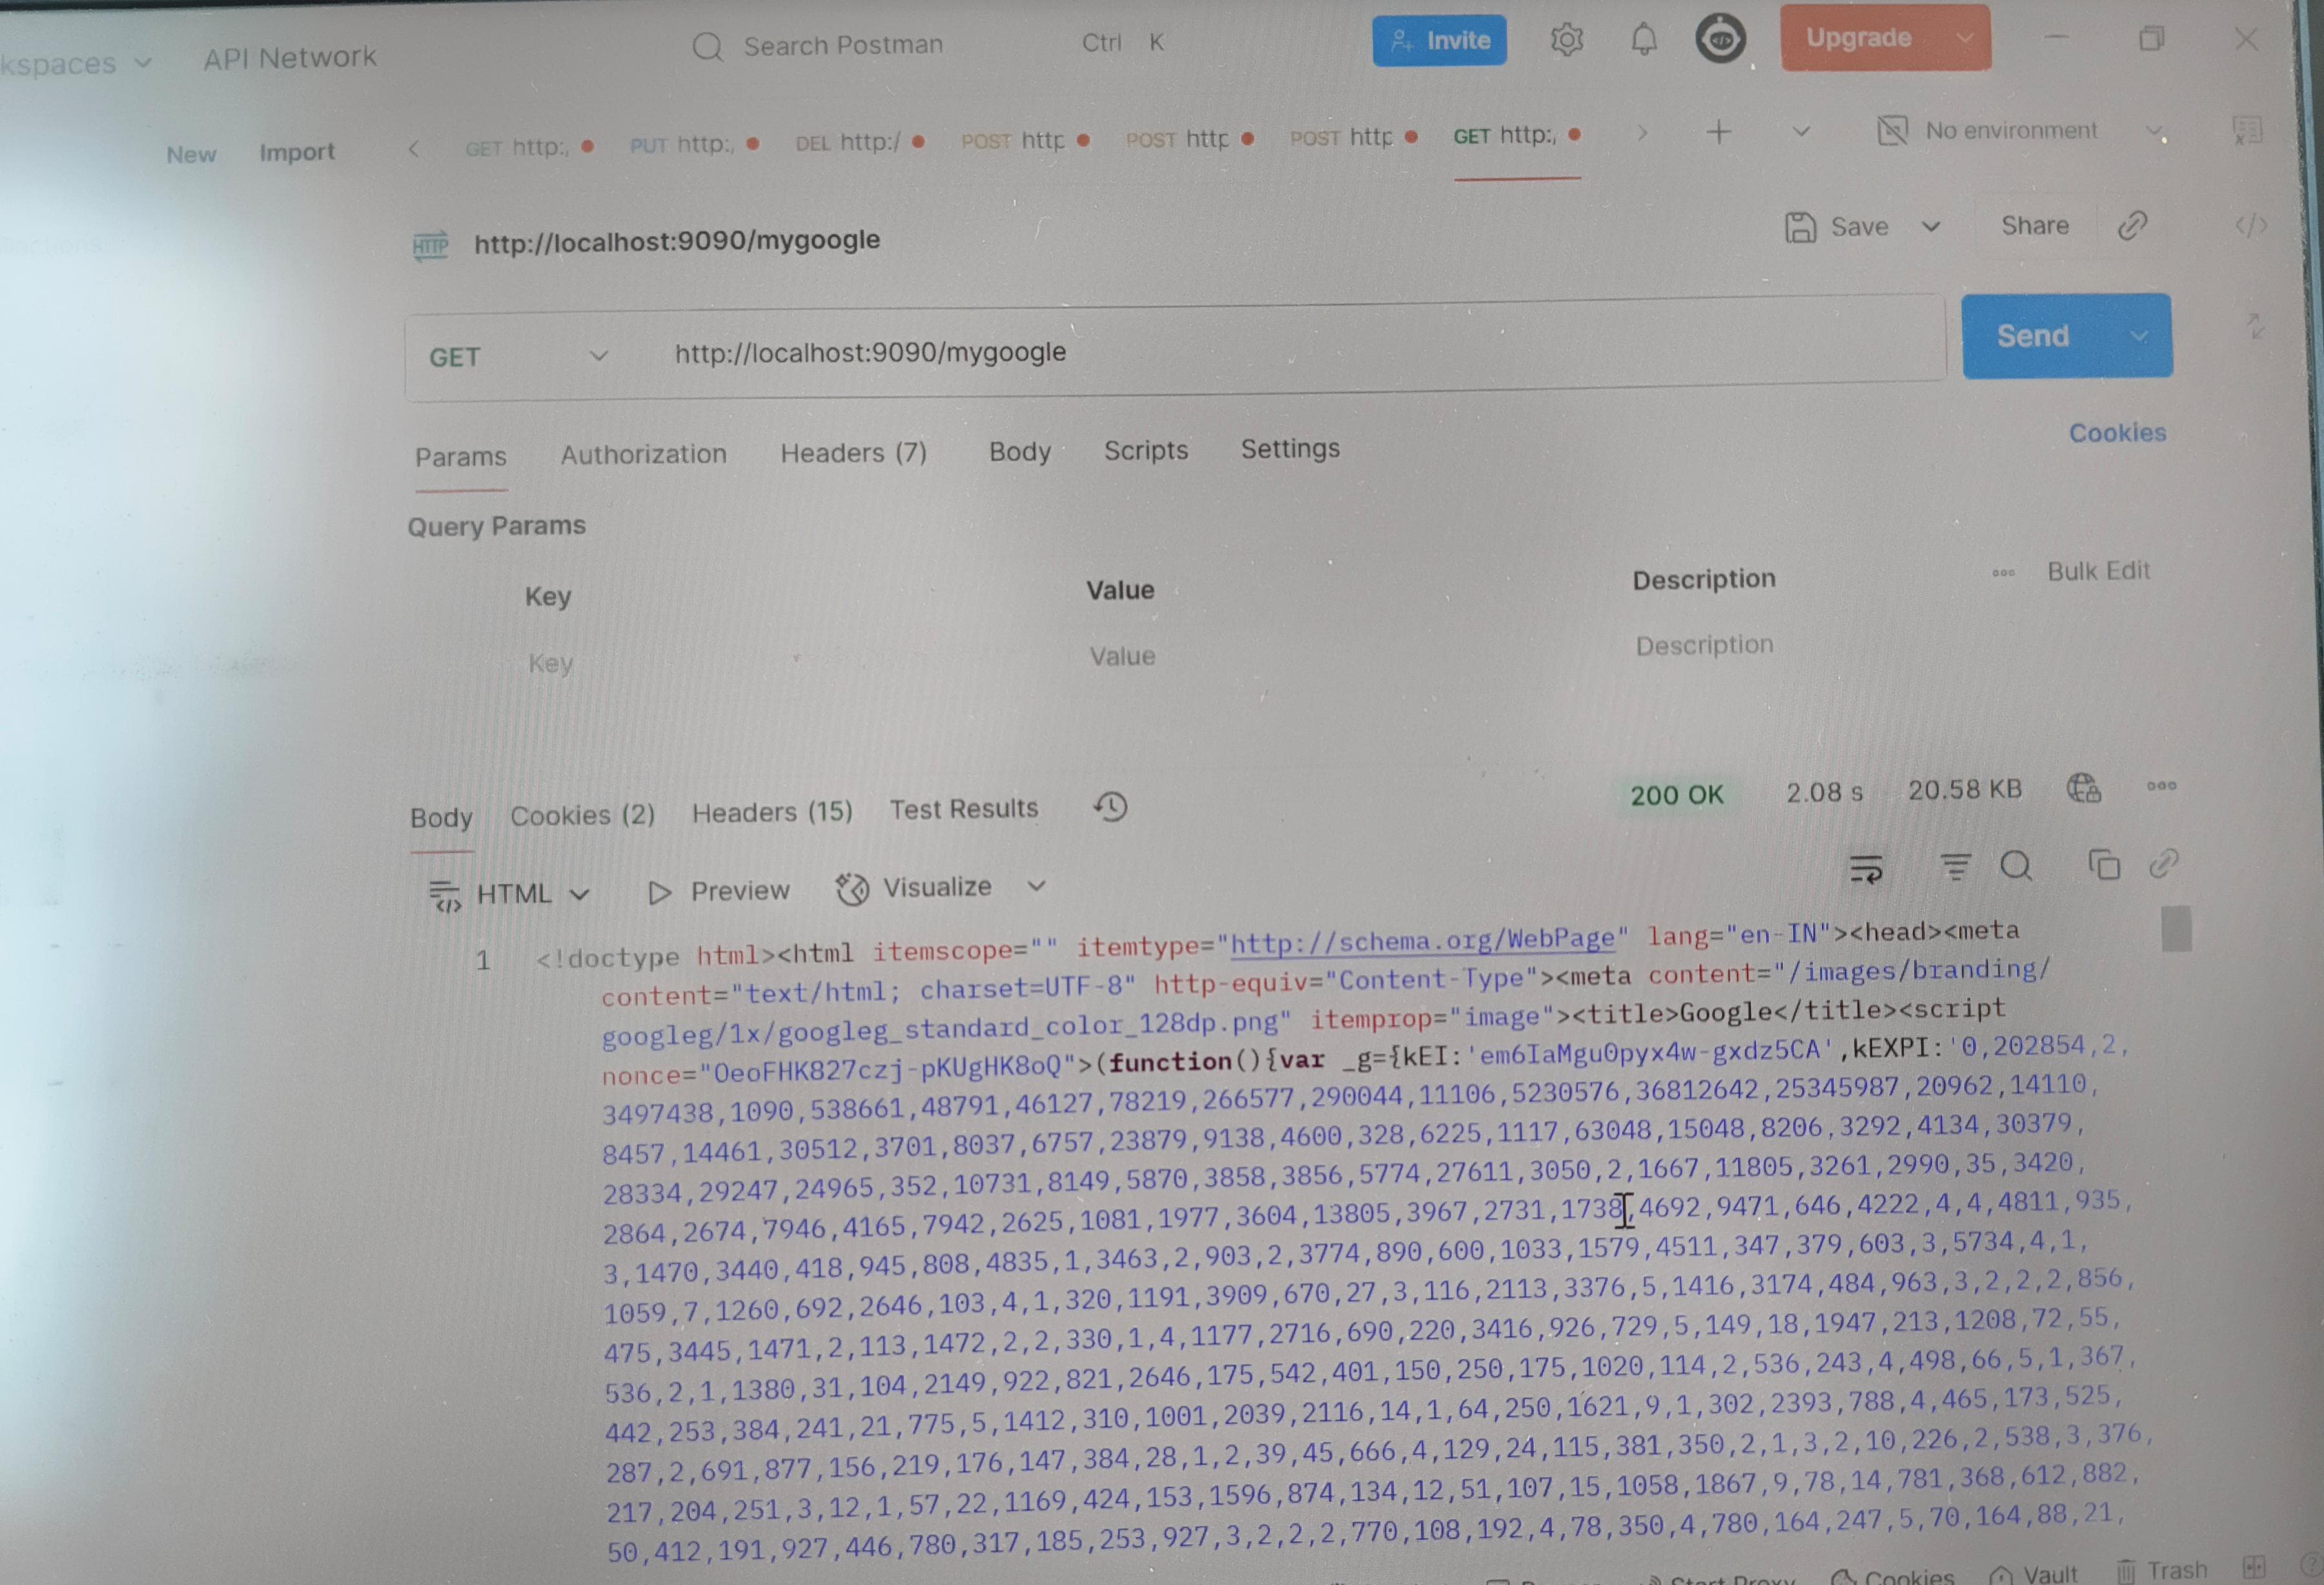 kspaces API Network Search Postman Ctrl K Invite Upgrade
New Import GET http:, PUT http:, DEL http:/ POST http POST http POST http GET http:, No environment
HTTP http://localhost:9090/mygoogle Save Share
GET http://localhost:9090/mygoogle Send
Params Authorization Headers (7) Body Scripts Settings Cookies
Query Params
Key Value Description Bulk Edit
Key Value Description
Body Cookies (2) Headers (15) Test Results 200 OK 2.08 s 20.58 KB
HTML Preview Visualize
1 <!doctype html><html itemscope="" itemtype="http://schema.org/WebPage" lang="en-IN"><head><meta
content="text/html; charset=UTF-8" http-equiv="Content-Type"><meta content="/images/branding/
googleg/1x/googleg_standard_color_128dp.png" itemprop="image"><title>Google</title><script
nonce="OeoFHK827czj-pKUgHK8oQ">(function(){var _g={kEI:'em6IaMgu0pyx4w-gxdz5CA',kEXPI:'0,202854,2,
3497438,1090,538661,48791,46127,78219,266577,290044,11106,5230576,36812642,25345987,20962,14110,
8457,14461,30512,3701,8037,6757,23879,9138,4600,328,6225,1117,63048,15048,8206,3292,4134,30379,
28334,29247,24965,352,10731,8149,5870,3858,3856,5774,27611,3050,2,1667,11805,3261,2990,35,3420,
2864,2674,7946,4165,7942,2625,1081,1977,3604,13805,3967,2731,1738,4692,9471,646,4222,4,4,4811,935,
3,1470,3440,418,945,808,4835,1,3463,2,903,2,3774,890,600,1033,1579,4511,347,379,603,3,5734,4,1,
1059,7,1260,692,2646,103,4,1,320,1191,3909,670,27,3,116,2113,3376,5,1416,3174,484,963,3,2,2,2,856,
475,3445,1471,2,113,1472,2,2,330,1,4,1177,2716,690,220,3416,926,729,5,149,18,1947,213,1208,72,55,
536,2,1,1380,31,104,2149,922,821,2646,175,542,401,150,250,175,1020,114,2,536,243,4,498,66,5,1,367,
442,253,384,241,21,775,5,1412,310,1001,2039,2116,14,1,64,250,1621,9,1,302,2393,788,4,465,173,525,
287,2,691,877,156,219,176,147,384,28,1,2,39,45,666,4,129,24,115,381,350,2,1,3,2,10,226,2,538,3,376,
217,204,251,3,12,1,57,22,1169,424,153,1596,874,134,12,51,107,15,1058,1867,9,78,14,781,368,612,882,
50,412,191,927,446,780,317,185,253,927,3,2,2,2,770,108,192,4,78,350,4,780,164,247,5,70,164,88,21,
Start Proxy Cookies Vault Trash